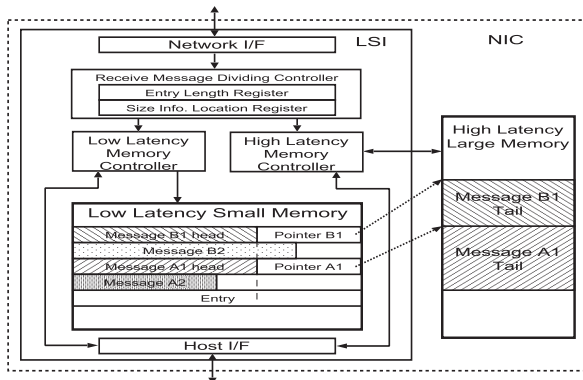 Network I/F
LSI
NIC
Receive Message Dividing Controller
Entry Length Register
Size Info. Location Register
Low Latency
Memory
Controller
High Latency
Memory
Controller
High Latency
Large Memory
Low Latency Small Memory
Message B1 head
Pointer B1
Message B2
Message A1 head
Pointer A1
Message A2
Entry
Message B1
Tail
Message A1
Tail
Host I/F